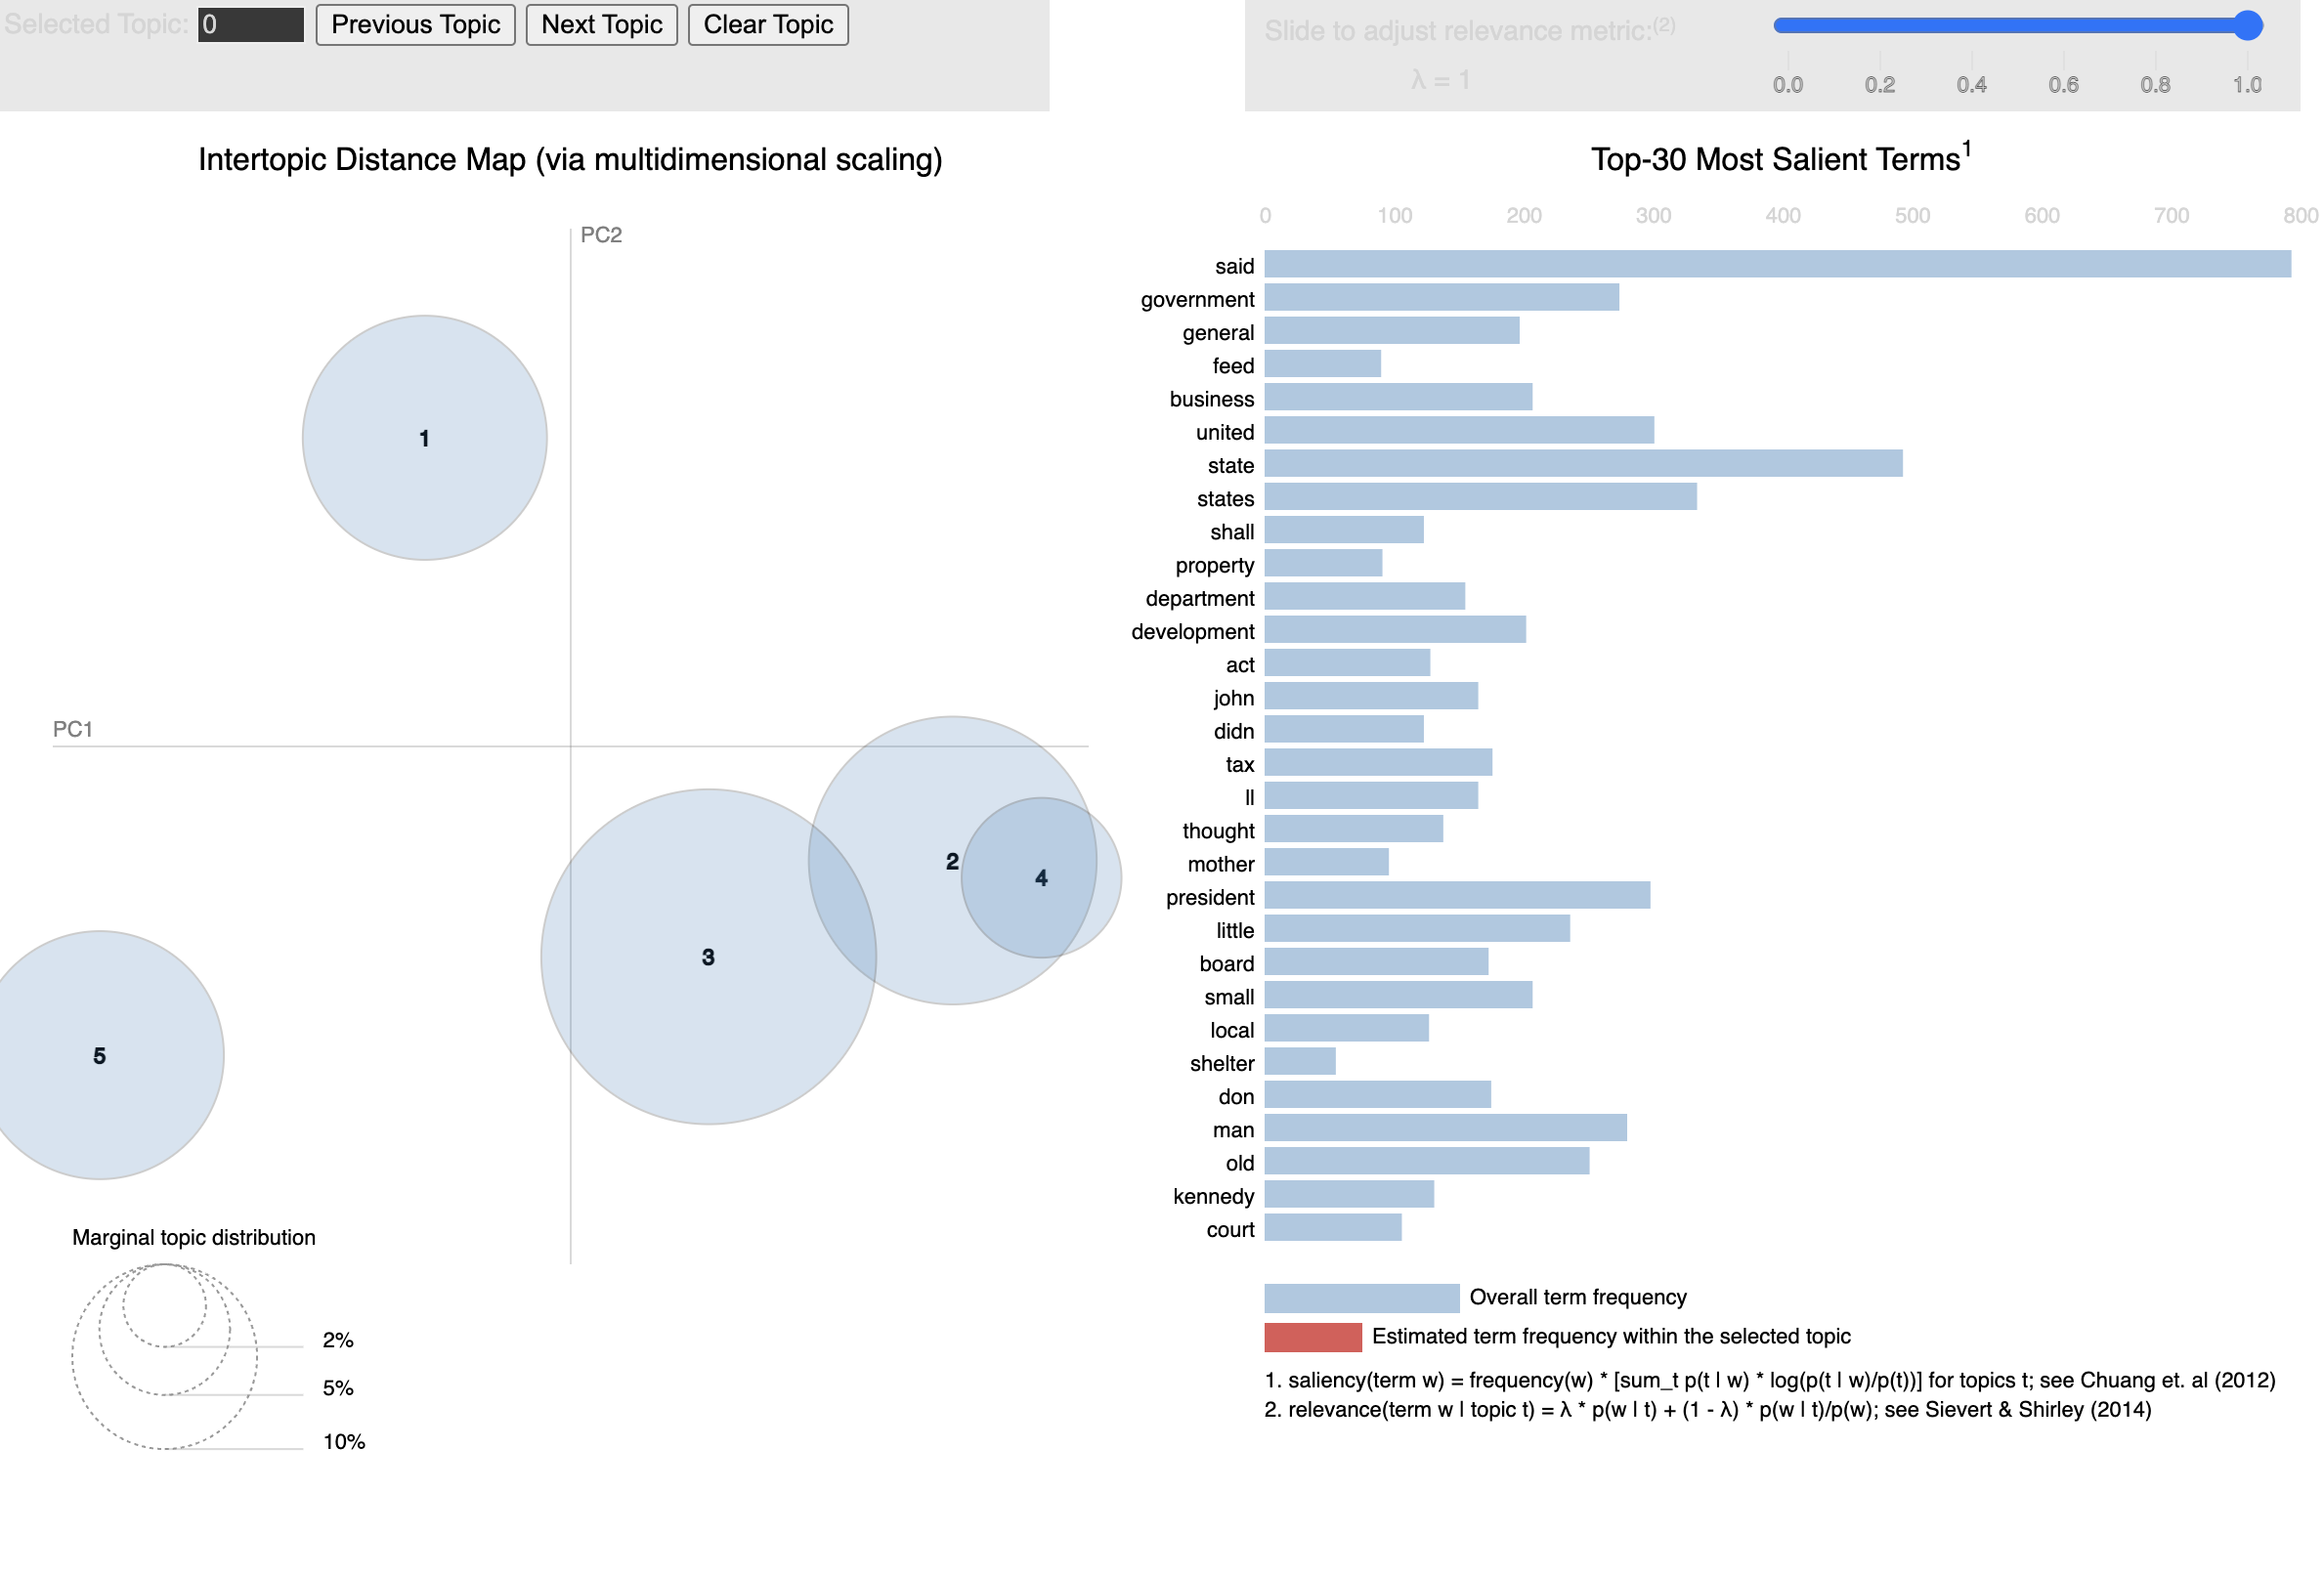 Selected Topic: 0 Previous Topic Next Topic Clear Topic
Slide to adjust relevance metric:(2)
λ = 1
0.0 0.2 0.4 0.6 0.8 1.0
Intertopic Distance Map (via multidimensional scaling)
PC2
PC1
1
2
3
4
5
Marginal topic distribution
2%
5%
10%
Top-30 Most Salient Terms1
0 100 200 300 400 500 600 700 800
said
government
general
feed
business
united
state
states
shall
property
department
development
act
john
didn
tax
ll
thought
mother
president
little
board
small
local
shelter
don
man
old
kennedy
court
Overall term frequency
Estimated term frequency within the selected topic
1. saliency(term w) = frequency(w) * [sum_t p(t | w) * log(p(t | w)/p(t))] for topics t; see Chuang et. al (2012)
2. relevance(term w | topic t) = λ * p(w | t) + (1 - λ) * p(w | t)/p(w); see Sievert & Shirley (2014)